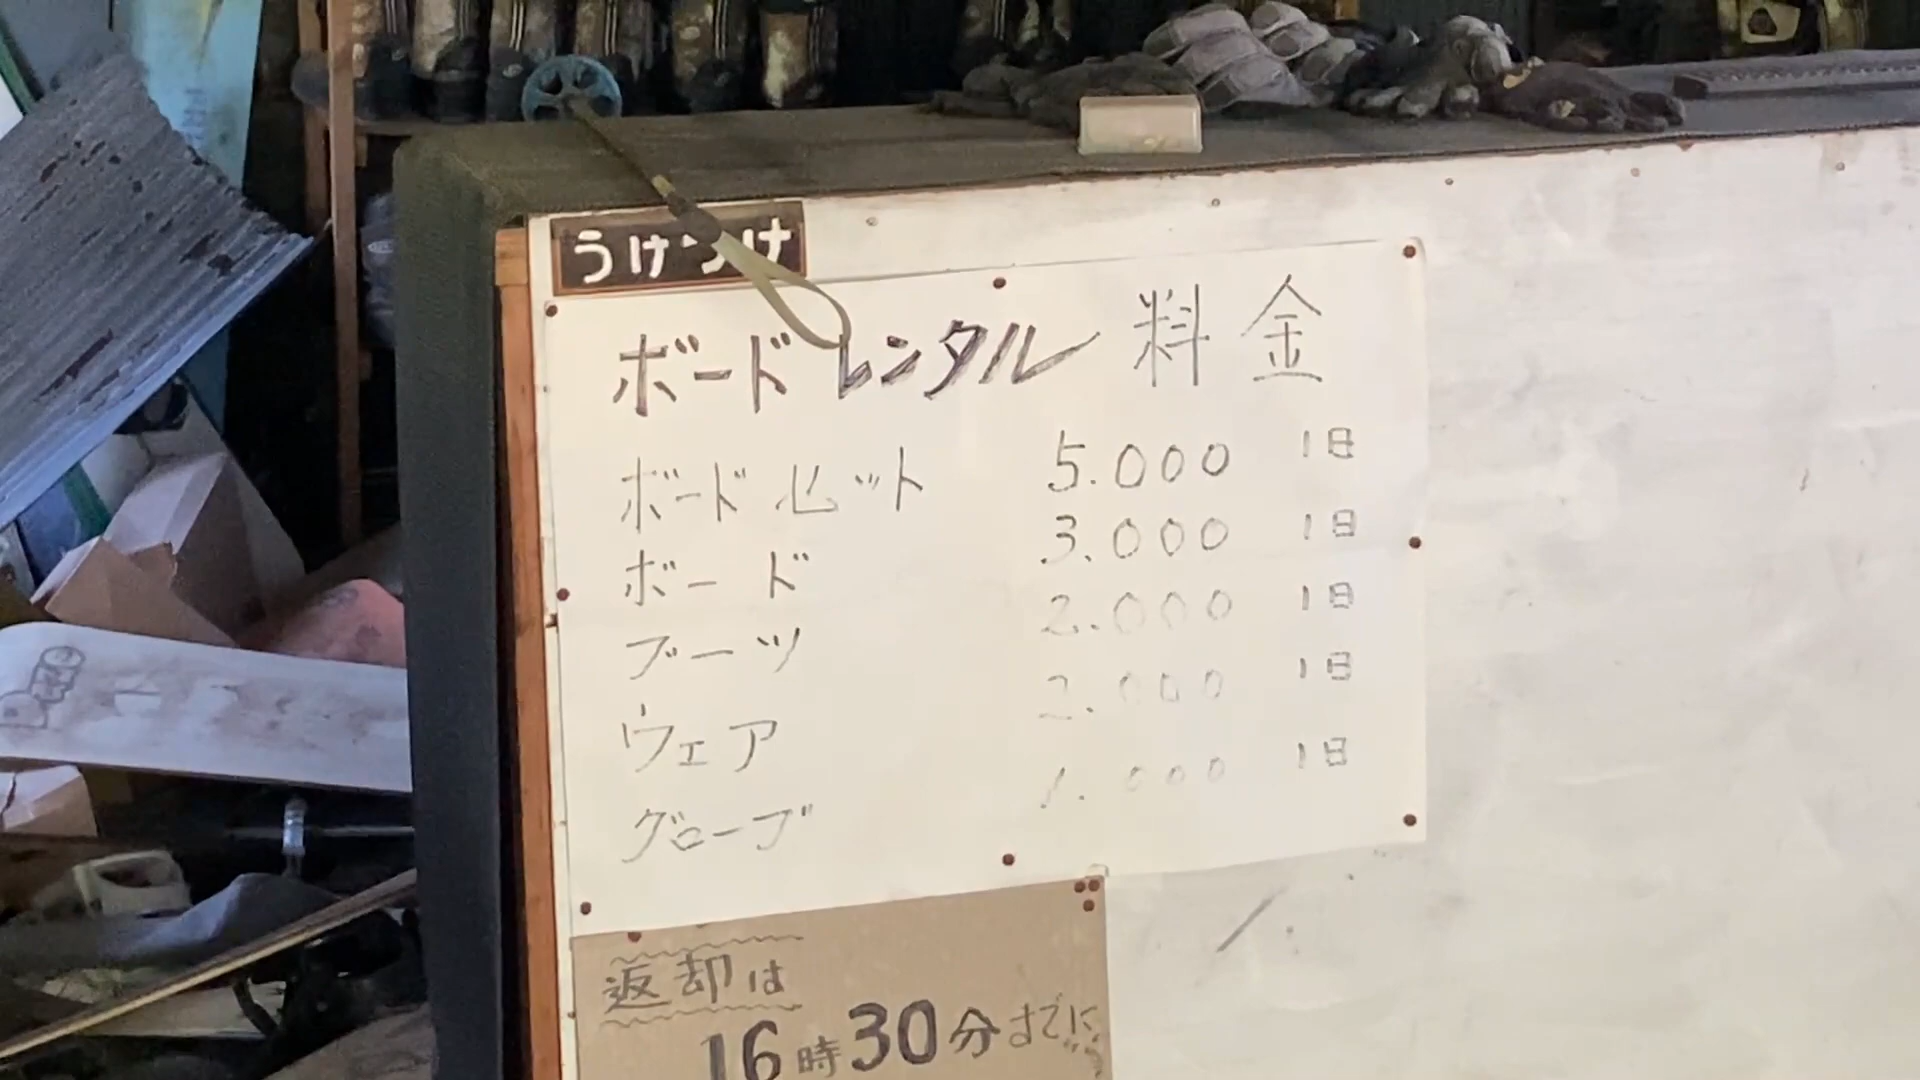 うけつけ
ボードレンタル 料金
ボードセット 5.000 1日
ボード 3.000 1日
ブーツ 2.000 1日
ウェア 2.000 1日
グローブ 1.000 1日
返却は
16時30分までに